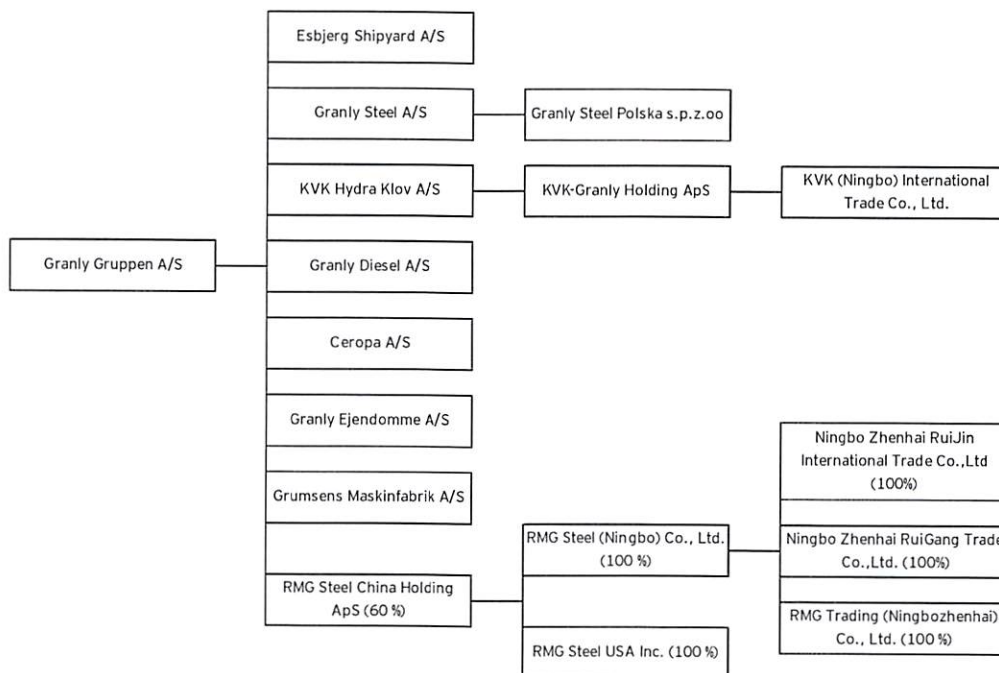 Esbjerg Shipyard A/S
Granly Steel A/S
Granly Steel Polska s.p.z.oo
KVK Hydra Klov A/S
KVK-Granly Holding ApS
KVK (Ningbo) International
Trade Co., Ltd.
Granly Gruppen A/S
Granly Diesel A/S
Ceropa A/S
Granly Ejendomme A/S
Ningbo Zhenhai RuiJin
International Trade Co.,Ltd
(100%)
Grumsens Maskinfabrik A/S
RMG Steel (Ningbo) Co., Ltd.
(100 %)
Ningbo Zhenhai RuiGang Trade
Co.,Ltd. (100%)
RMG Steel China Holding
ApS (60 %)
RMG Trading (Ningbozhenhai)
Co., Ltd. (100 %)
RMG Steel USA Inc. (100 %)